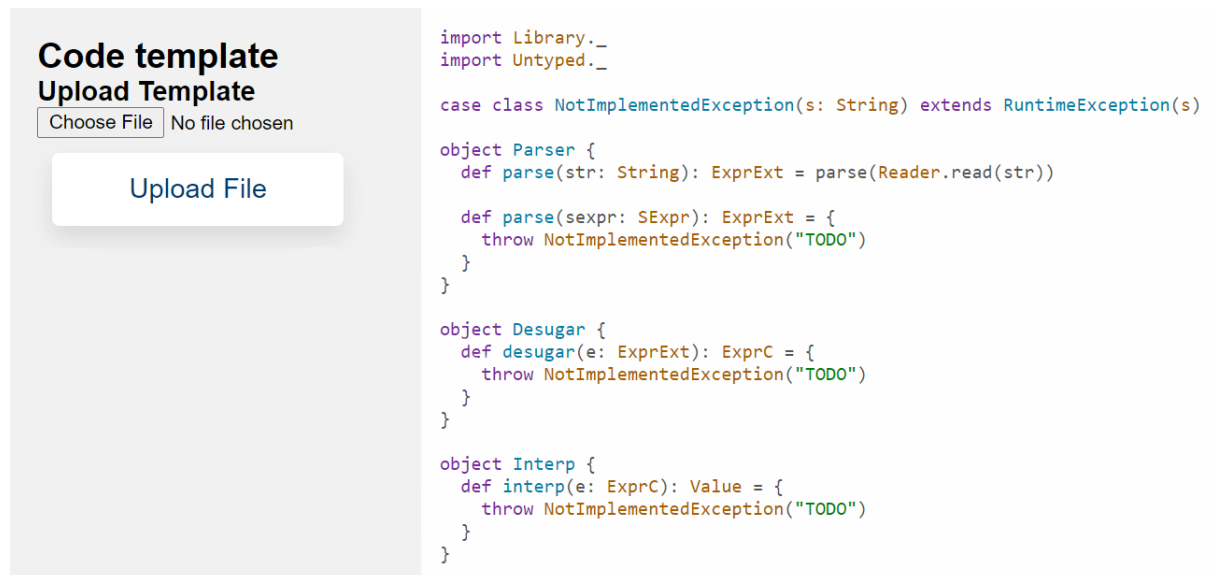 Code template
Upload Template
Choose File No file chosen
Upload File
import Library._
import Untyped._
case class NotImplementedException(s: String) extends RuntimeException(s)
object Parser {
  def parse(str: String): ExprExt = parse(Reader.read(str))
  def parse(sexpr: SExpr): ExprExt = {
    throw NotImplementedException("TODO")
  }
}
object Desugar {
  def desugar(e: ExprExt): ExprC = {
    throw NotImplementedException("TODO")
  }
}
object Interp {
  def interp(e: ExprC): Value = {
    throw NotImplementedException("TODO")
  }
}